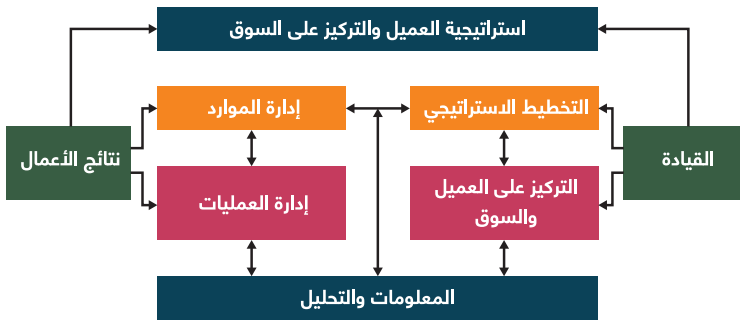 استراتيجية العميل والتركيز على السوق
التخطيط الاستراتيجي
إدارة الموارد
القيادة
نتائج الأعمال
التركيز على العميل
والسوق
إدارة العمليات
المعلومات والتحليل